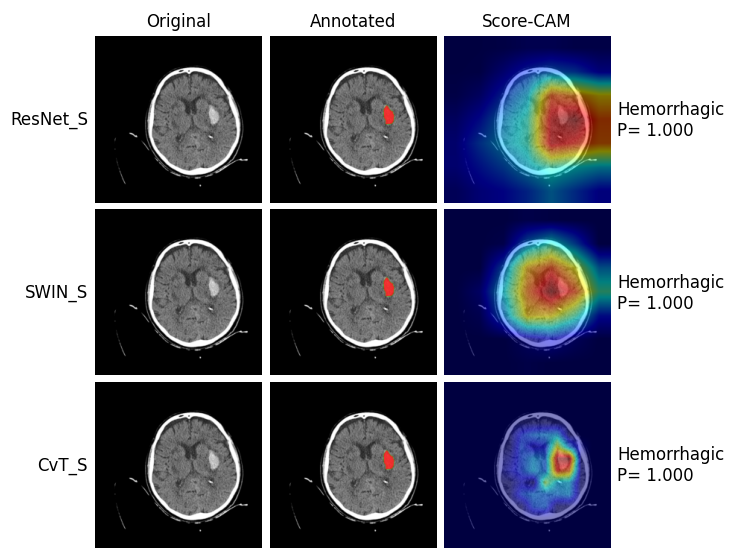 Original Annotated Score-CAM
ResNet_S
Hemorrhagic
P= 1.000
SWIN_S
Hemorrhagic
P= 1.000
CvT_S
Hemorrhagic
P= 1.000